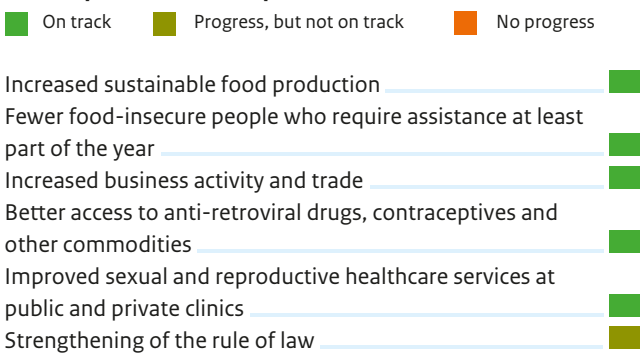 On track Progress, but not on track No progress
Increased sustainable food production
Fewer food-insecure people who require assistance at least
part of the year
Increased business activity and trade
Better access to anti-retroviral drugs, contraceptives and
other commodities
Improved sexual and reproductive healthcare services at
public and private clinics
Strengthening of the rule of law